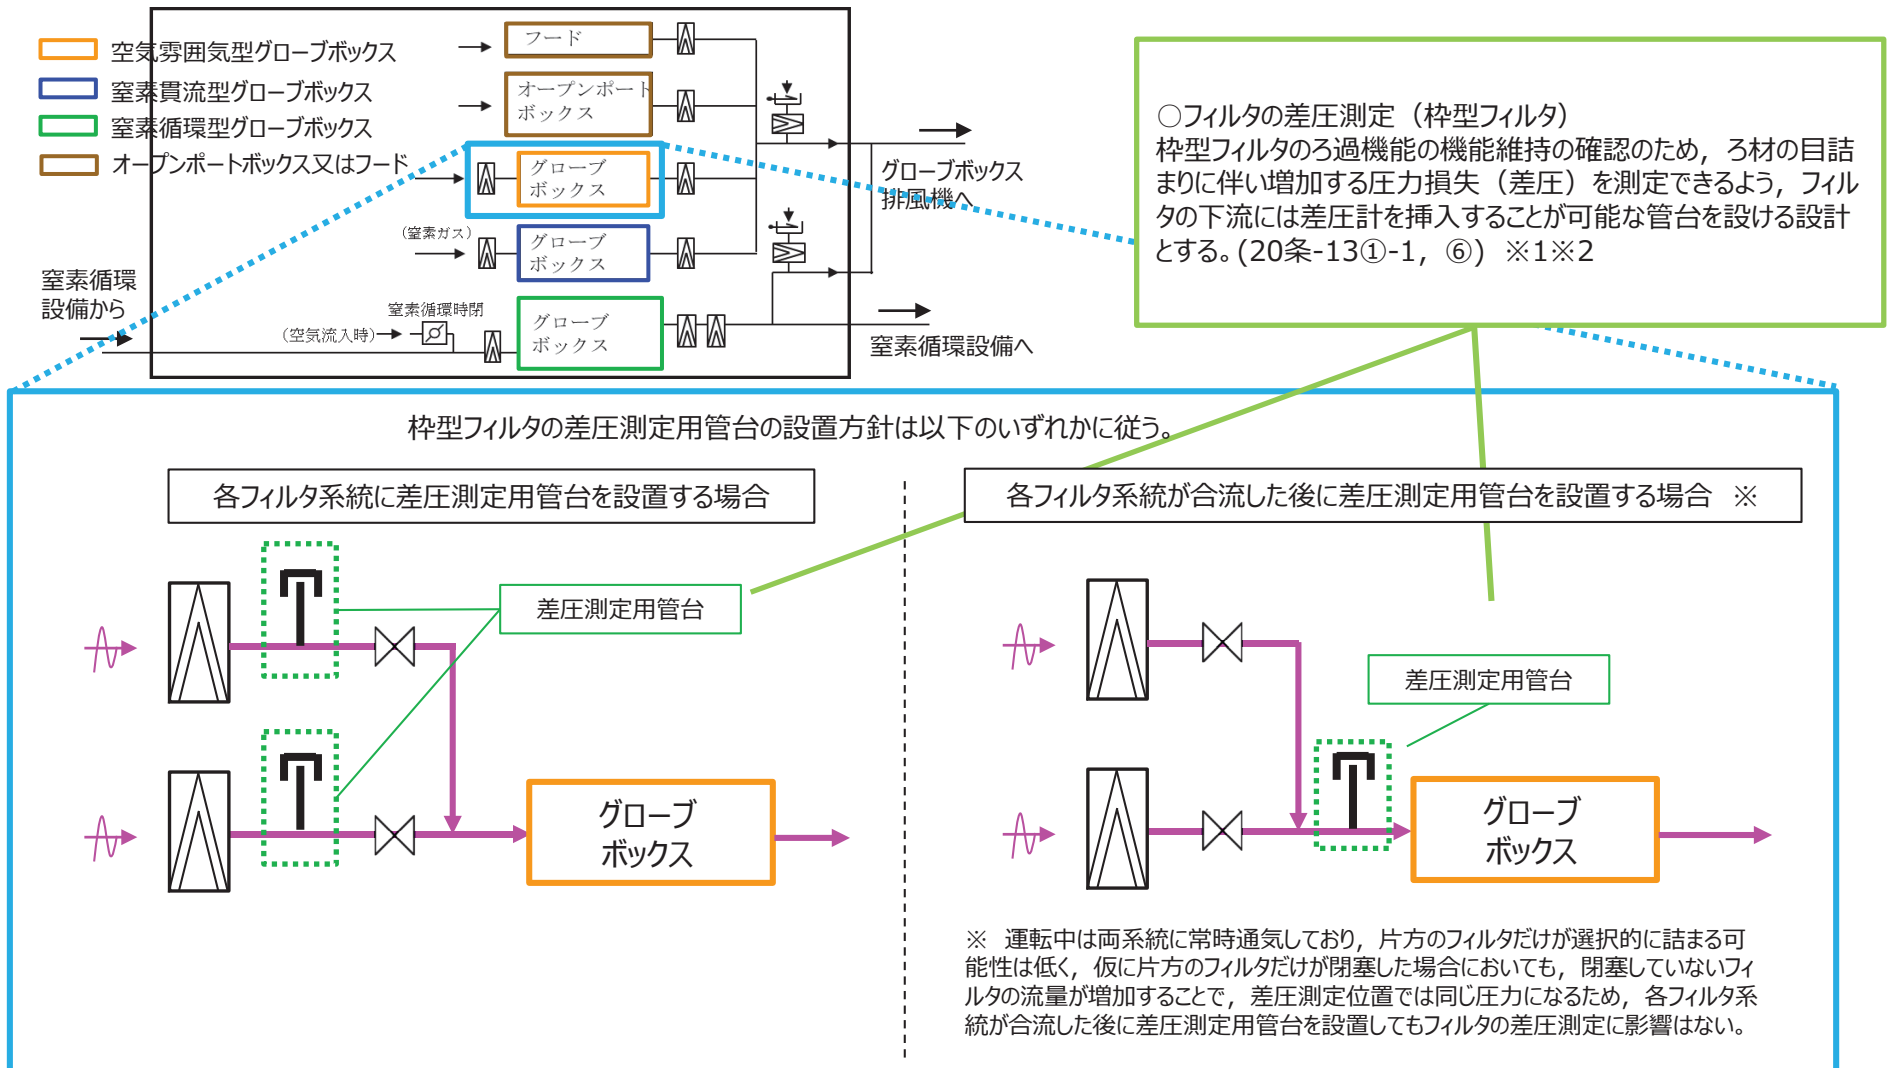 空気雰囲気型グローブボックス
窒素貫流型グローブボックス
窒素循環型グローブボックス
オープンポートボックス又はフード
フード
オープンポート
ボックス
グローブ
ボックス
(窒素ガス)
グローブ
ボックス
窒素循環時閉
(空気流入時)
グローブ
ボックス
窒素循環
設備から
グローブボックス
排風機へ
窒素循環設備へ
○フィルタの差圧測定（枠型フィルタ）
枠型フィルタのろ過機能の機能維持の確認のため，ろ材の目詰
まりに伴い増加する圧力損失（差圧）を測定できるよう，フィル
タの下流には差圧計を挿入することが可能な管台を設ける設計
とする。(20条-13①-1，⑥）※1※2
枠型フィルタの差圧測定用管台の設置方針は以下のいずれかに従う。
各フィルタ系統に差圧測定用管台を設置する場合
差圧測定用管台
グローブ
ボックス
各フィルタ系統が合流した後に差圧測定用管台を設置する場合　※
差圧測定用管台
グローブ
ボックス
※　運転中は両系統に常時通気しており，片方のフィルタだけが選択的に詰まる可
能性は低く，仮に片方のフィルタだけが閉塞した場合においても，閉塞していないフィ
ルタの流量が増加することで，差圧測定位置では同じ圧力になるため，各フィルタ系
統が合流した後に差圧測定用管台を設置してもフィルタの差圧測定に影響はない。